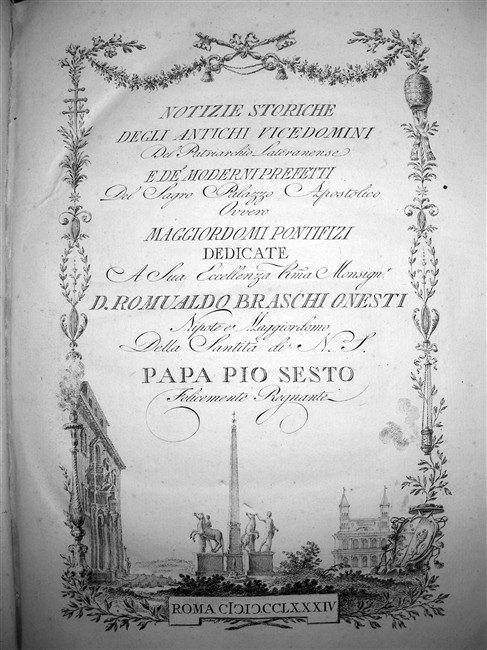 NOTIZIE STORICHE
DEGLI ANTICHI VICEDOMINI
Del Patriarchio Lateranense
E DE' MODERNI PREFETTI
Del Sagro Palazzo Apostolico
Ovvero
MAGGIORDOMI PONTIFIZI
DEDICATE
A Sua Eccellenza Rma Monsignr
D. ROMUALDO BRASCHI ONESTI
Nipote e Maggiordomo
Della Santità di N. S.
PAPA PIO SESTO
Felicemente Regnante
ROMA CIƆIƆCCLXXXIV